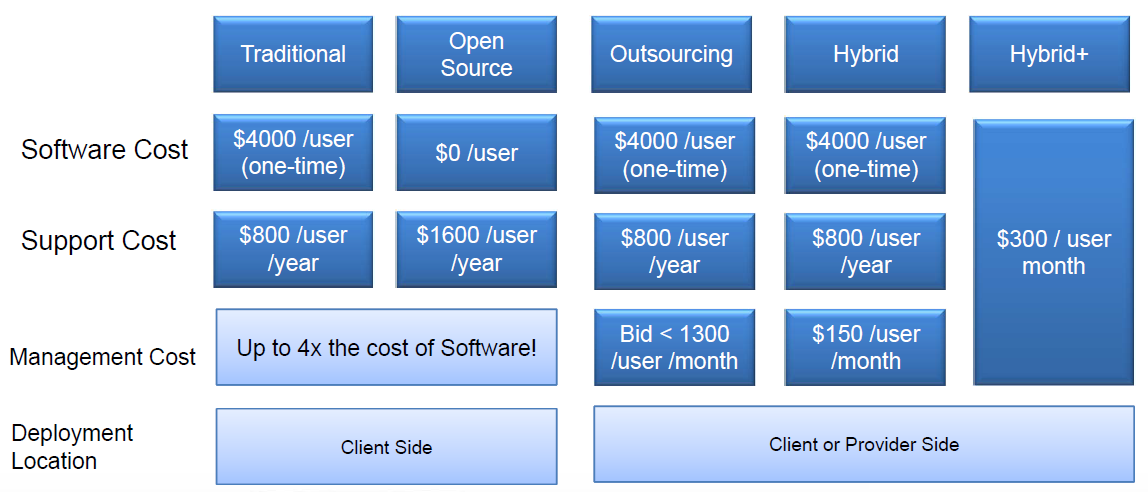 Traditional
Open
Source
Outsourcing
Hybrid
Hybrid+
Software Cost
$4000 /user
(one-time)
$0 /user
$4000 /user
(one-time)
$4000 /user
(one-time)
Support Cost
$800 /user
/year
$1600 /user
/year
$800 /user
/year
$800 /user
/year
$300 / user
month
Management Cost
Up to 4x the cost of Software!
Bid < 1300
/user /month
$150 /user
/month
Deployment
Location
Client Side
Client or Provider Side